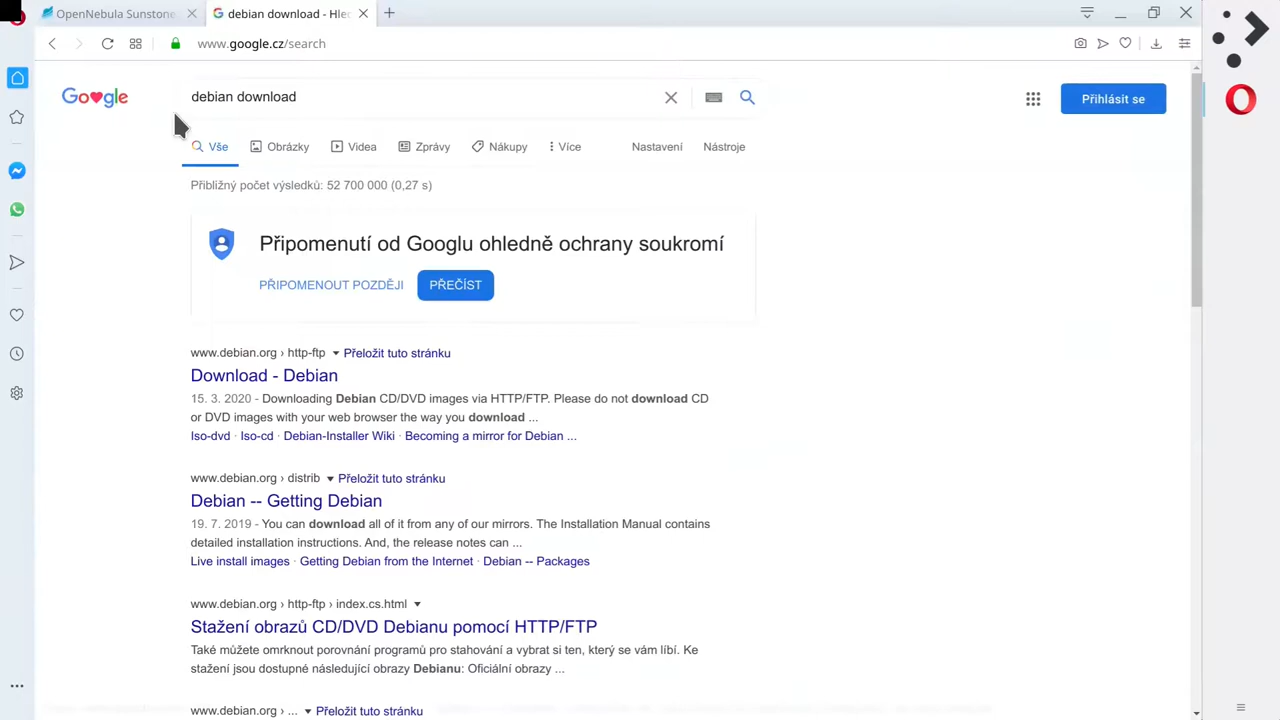 OpenNebula Sunstone
debian download - Hled
www.google.cz/search
Google
debian download
Přihlásit se
Vše
Obrázky
Videa
Zprávy
Nákupy
Více
Nastavení
Nástroje
Přibližný počet výsledků: 52 700 000 (0,27 s)
Připomenutí od Googlu ohledně ochrany soukromí
PŘIPOMENOUT POZDĚJI
PŘEČÍST
www.debian.org › http-ftp Přeložit tuto stránku
Download - Debian
15. 3. 2020 - Downloading Debian CD/DVD images via HTTP/FTP. Please do not download CD
or DVD images with your web browser the way you download ...
Iso-dvd · Iso-cd · Debian-Installer Wiki · Becoming a mirror for Debian ...
www.debian.org › distrib Přeložit tuto stránku
Debian -- Getting Debian
19. 7. 2019 - You can download all of it from any of our mirrors. The Installation Manual contains
detailed installation instructions. And, the release notes can ...
Live install images · Getting Debian from the Internet · Debian -- Packages
www.debian.org › http-ftp › index.cs.html
Stažení obrazů CD/DVD Debianu pomocí HTTP/FTP
Také můžete omrknout porovnání programů pro stahování a vybrat si ten, který se vám líbí. Ke
stažení jsou dostupné následující obrazy Debianu: Oficiální obrazy ...
www.debian.org › ... Přeložit tuto stránku